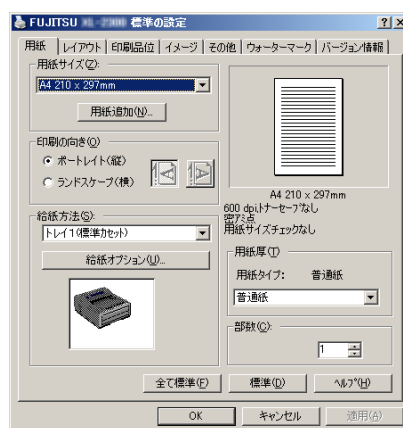 FUJITSU 標準の設定
用紙 レイアウト 印刷品位 イメージ その他 ウォーターマーク バージョン情報
用紙サイズ(Z):
A4 210 x 297mm
用紙追加(N)...
印刷の向き(O)
ポートレイト(縦)
ランドスケープ(横)
A4 210 x 297mm
600 dpi,トナーセーブなし
用紙サイズチェックなし
給紙方法(S):
トレイ1(標準カセット)
給紙オプション(U)...
用紙厚(T)
用紙タイプ: 普通紙
普通紙
部数(C):
1
全て標準(F) 標準(D) ヘルプ(H)
OK キャンセル 適用(A)